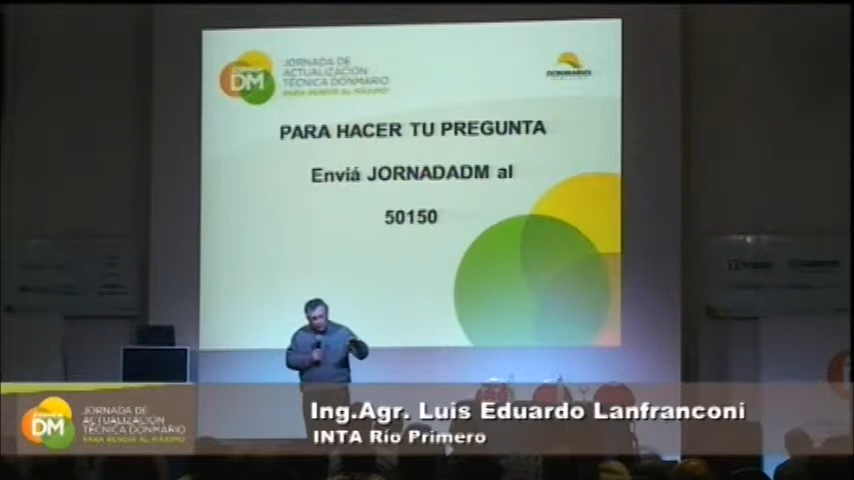 JORNADA DE
ACTUALIZACIÓN
TÉCNICA DONMARIO
PARA RENDIR AL MÁXIMO
DM
DONMARIO
PARA HACER TU PREGUNTA
Enviá JORNADADM al
50150
Ing.Agr. Luis Eduardo Lanfranconi
INTA Río Primero
DM
JORNADA DE
ACTUALIZACIÓN
TÉCNICA DONMARIO
PARA RENDIR AL MÁXIMO